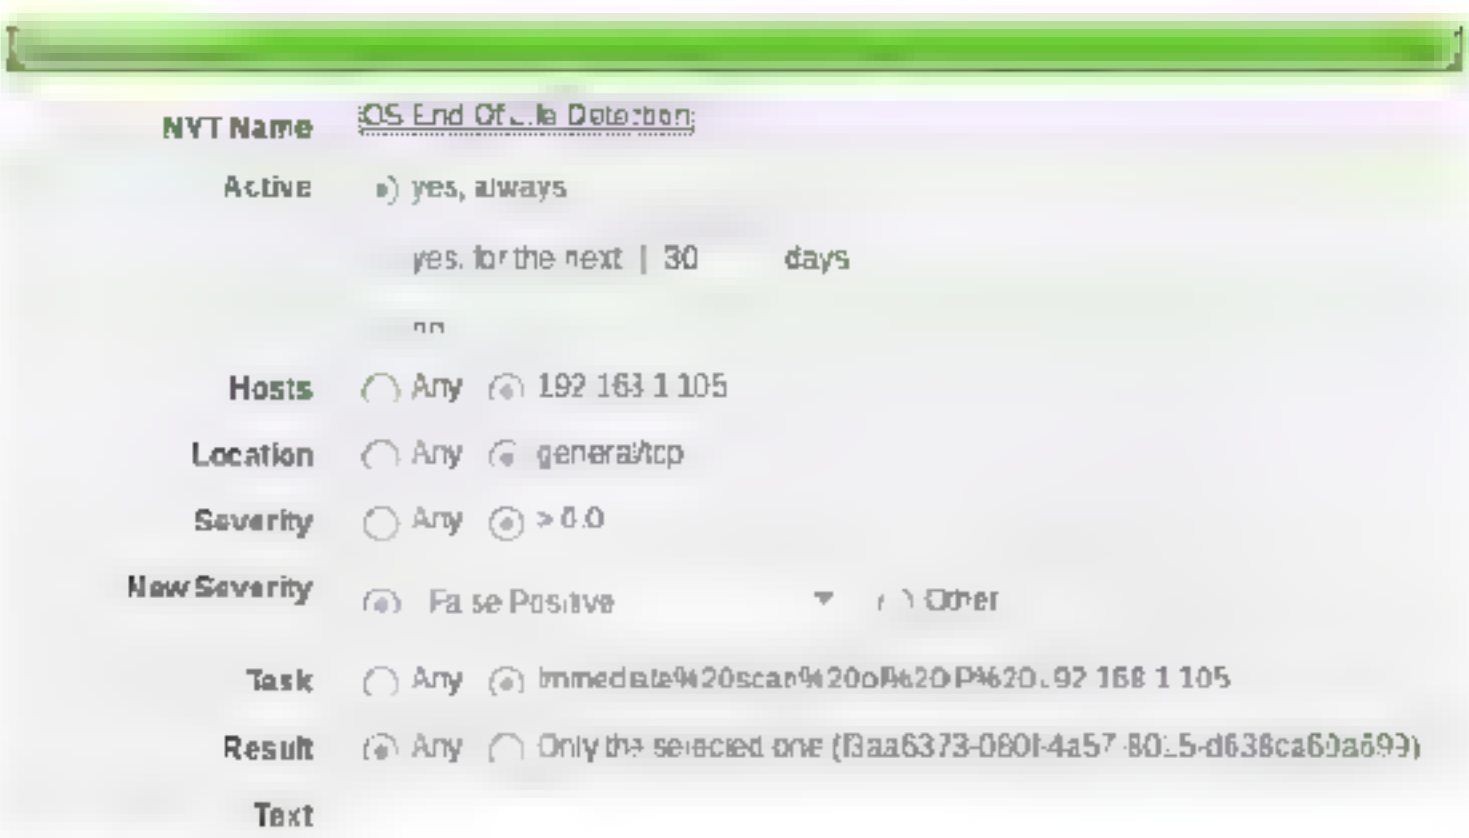 NVT Name OS End Of Life Detection
Active yes, always
yes, for the next 30 days
no
Hosts Any 192.168.1.105
Location Any general/tcp
Severity Any > 0.0
New Severity False Positive Other
Task Any Immediate%20scan%20of%20IP%20192.168.1.105
Result Any Only the selected one
Text